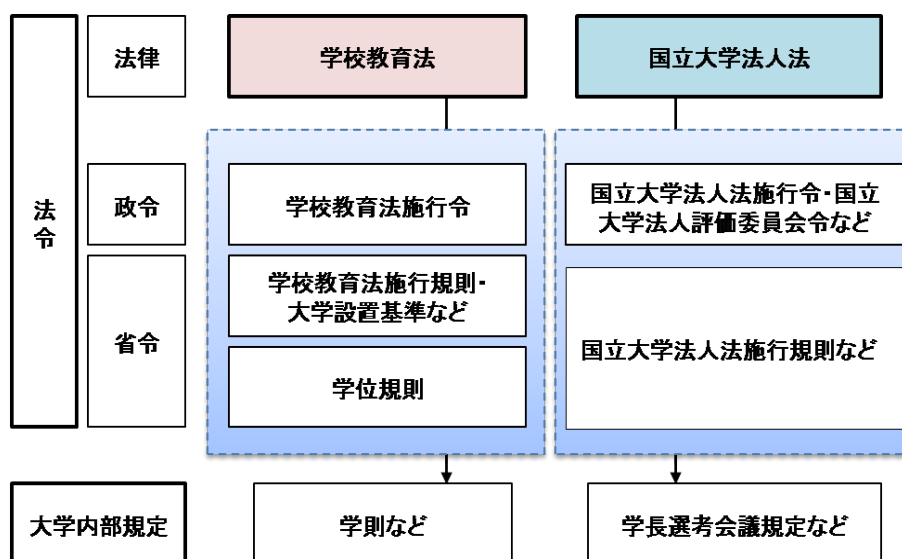 法律
学校教育法
国立大学法人法
法
令
政令
学校教育法施行令
国立大学法人法施行令・国立
大学法人評価委員会令など
省令
学校教育法施行規則・
大学設置基準など
国立大学法人法施行規則など
学位規則
大学内部規定
学則など
学長選考会議規定など